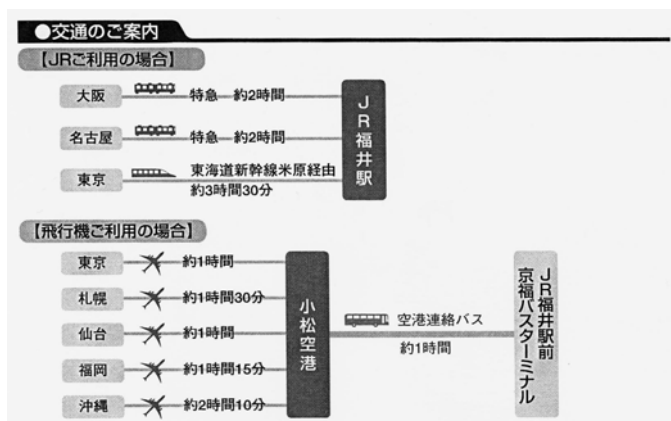 ●交通のご案内
【JRご利用の場合】
大阪 特急 約2時間
名古屋 特急 約2時間
東京 東海道新幹線米原経由
約3時間30分
JR福井駅
【飛行機ご利用の場合】
東京 約1時間
札幌 約1時間30分
仙台 約1時間
福岡 約1時間15分
沖縄 約2時間10分
小松空港
空港連絡バス
約1時間
JR福井駅前
京福バスターミナル